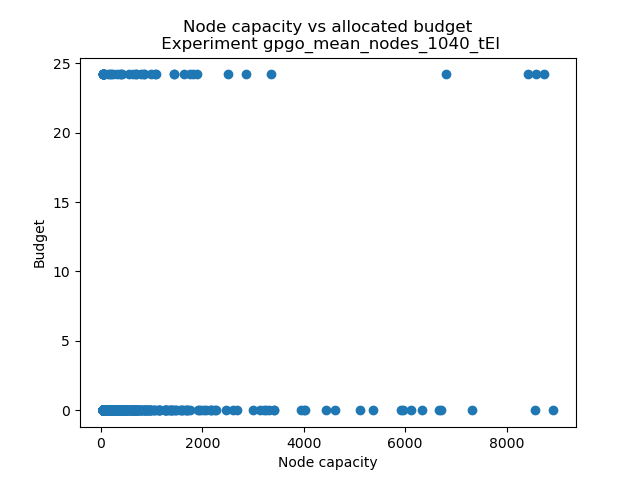 Node capacity vs allocated budget
Experiment gpgo_mean_nodes_1040_tEI
25
20
15
10
5
0
Budget
0 2000 4000 6000 8000
Node capacity